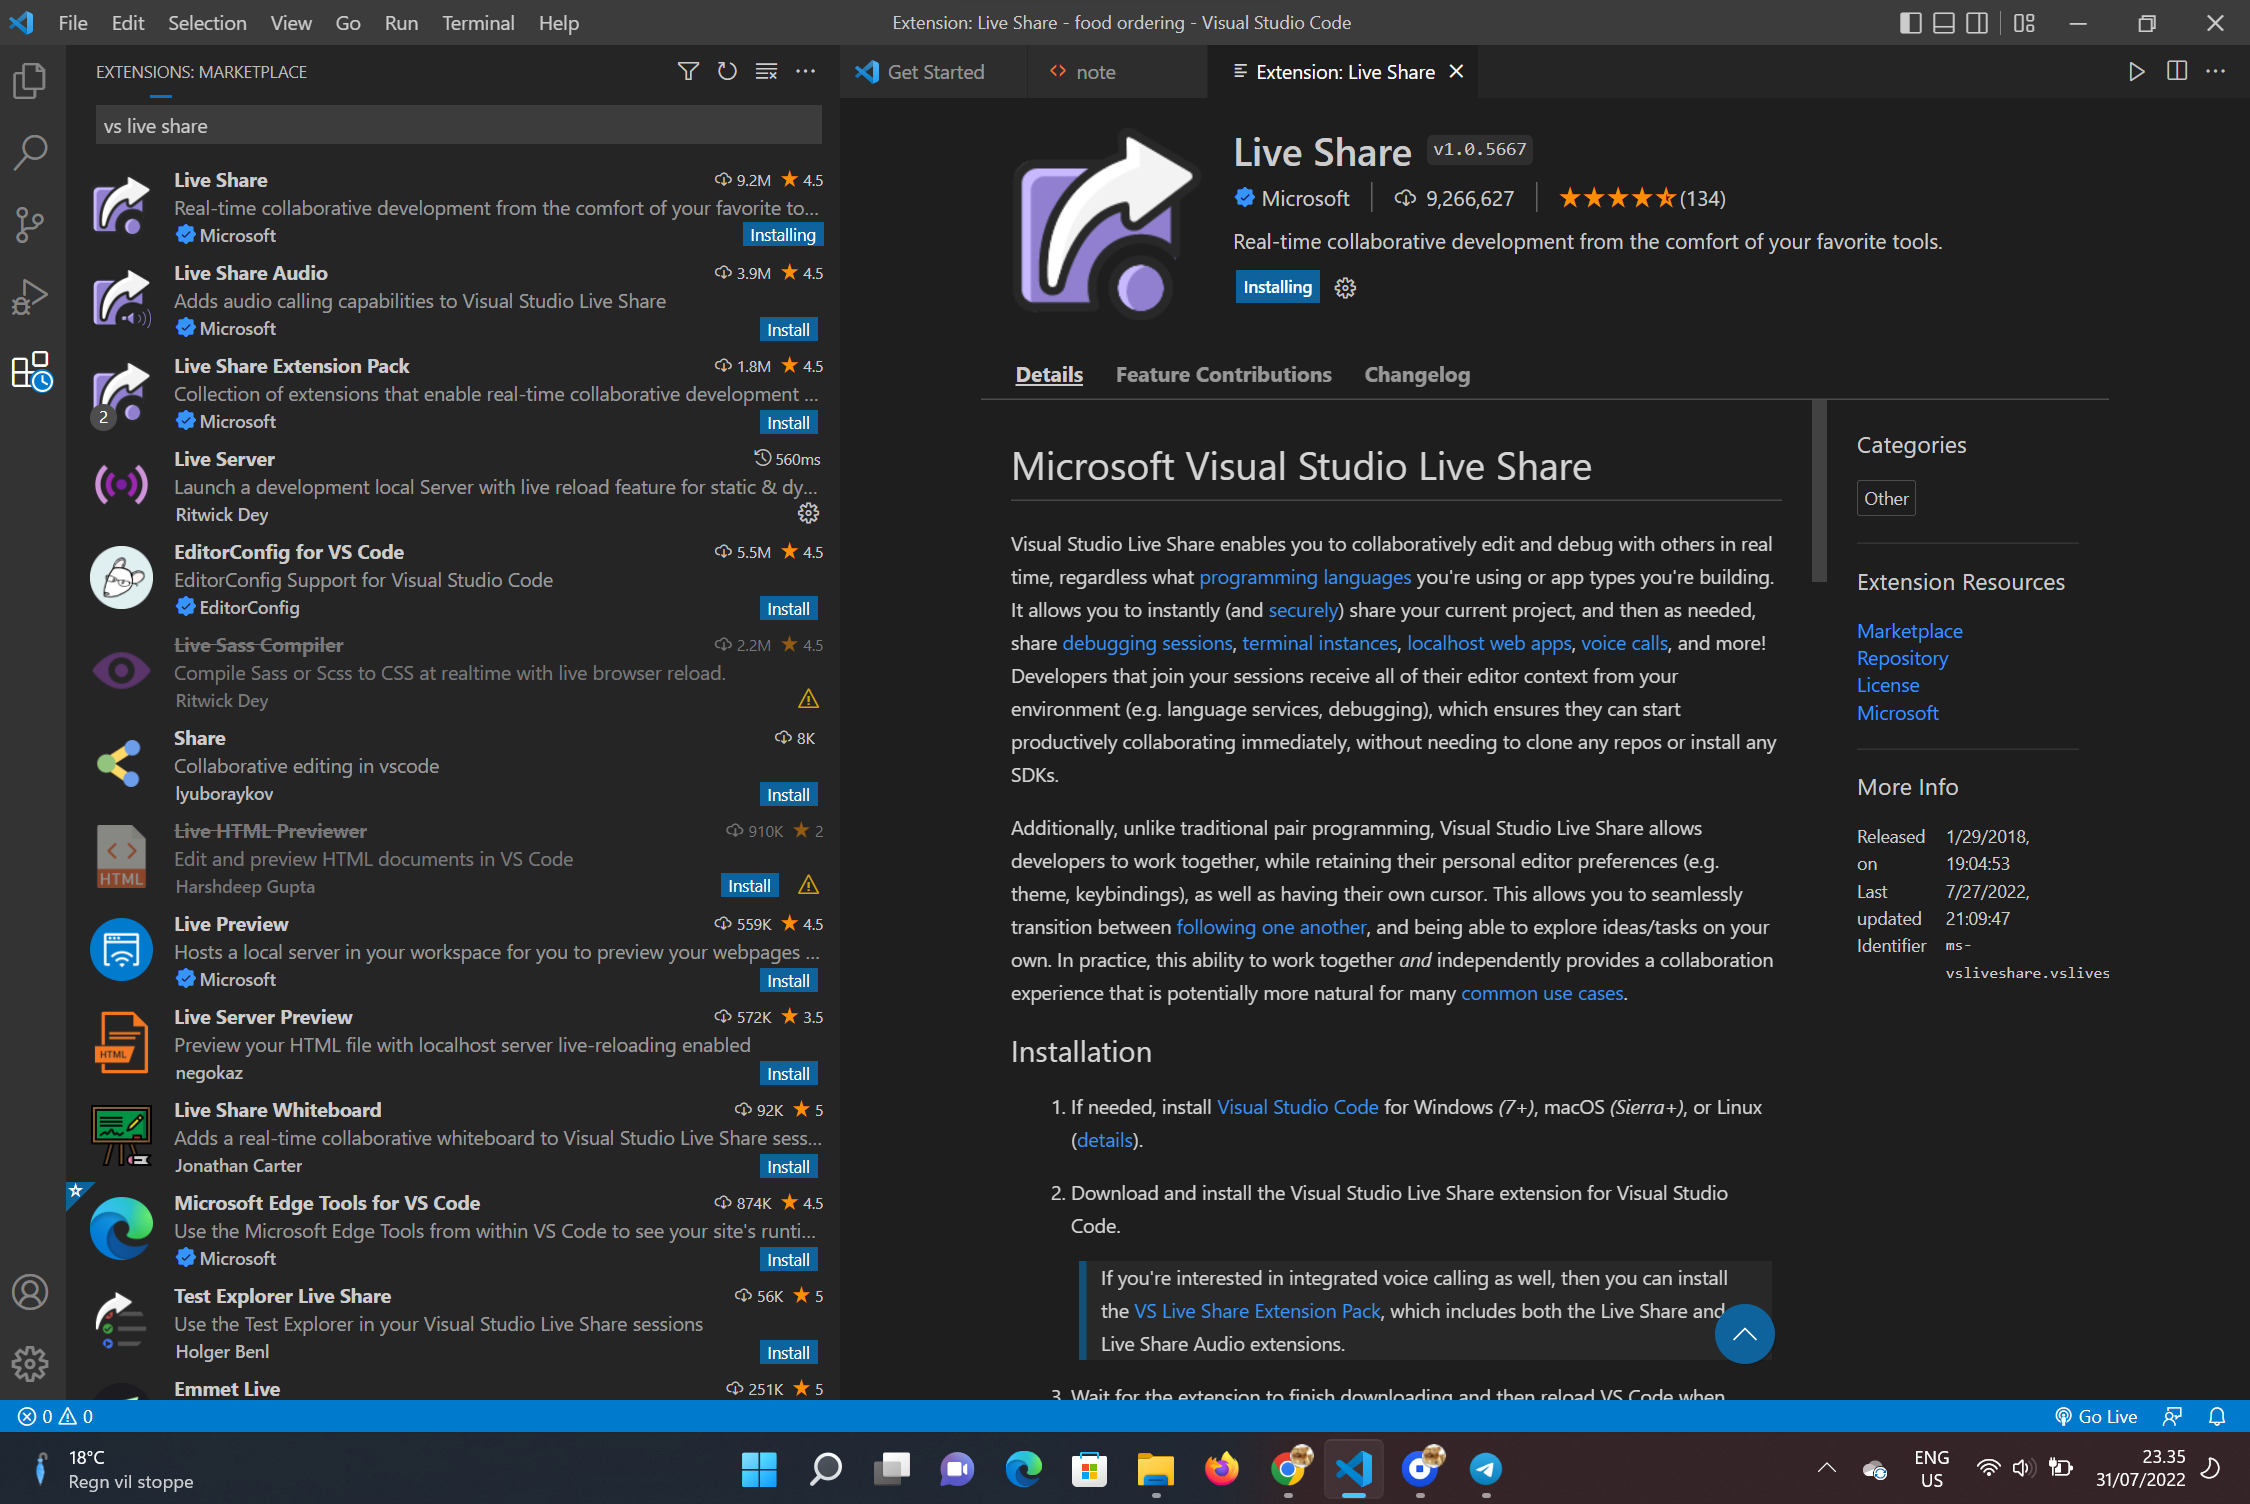 File Edit Selection View Go Run Terminal Help
Extension: Live Share - food ordering - Visual Studio Code
EXTENSIONS: MARKETPLACE
vs live share
Live Share 9.2M 4.5
Real-time collaborative development from the comfort of your favorite to...
Microsoft Installing
Live Share Audio 3.9M 4.5
Adds audio calling capabilities to Visual Studio Live Share
Microsoft Install
Live Share Extension Pack 1.8M 4.5
Collection of extensions that enable real-time collaborative development ...
2 Microsoft Install
Live Server 560ms
Launch a development local Server with live reload feature for static & dy...
Ritwick Dey
EditorConfig for VS Code 5.5M 4.5
EditorConfig Support for Visual Studio Code
EditorConfig Install
Live Sass Compiler 2.2M 4.5
Compile Sass or Scss to CSS at realtime with live browser reload.
Ritwick Dey
Share 8K
Collaborative editing in vscode
lyuboraykov Install
Live HTML Previewer 910K 2
Edit and preview HTML documents in VS Code
HTML
Harshdeep Gupta Install
Live Preview 559K 4.5
Hosts a local server in your workspace for you to preview your webpages ...
Microsoft Install
Live Server Preview 572K 3.5
Preview your HTML file with localhost server live-reloading enabled
HTML
negokaz Install
Live Share Whiteboard 92K 5
Adds a real-time collaborative whiteboard to Visual Studio Live Share sess...
Jonathan Carter Install
Microsoft Edge Tools for VS Code 874K 4.5
Use the Microsoft Edge Tools from within VS Code to see your site's runti...
Microsoft Install
Test Explorer Live Share 56K 5
Use the Test Explorer in your Visual Studio Live Share sessions
Holger Benl Install
Emmet Live 251K 5
Get Started note Extension: Live Share
Live Share v1.0.5667
Microsoft 9,266,627 (134)
Real-time collaborative development from the comfort of your favorite tools.
Installing
Details Feature Contributions Changelog
Microsoft Visual Studio Live Share
Visual Studio Live Share enables you to collaboratively edit and debug with others in real
time, regardless what programming languages you're using or app types you're building.
It allows you to instantly (and securely) share your current project, and then as needed,
share debugging sessions, terminal instances, localhost web apps, voice calls, and more!
Developers that join your sessions receive all of their editor context from your
environment (e.g. language services, debugging), which ensures they can start
productively collaborating immediately, without needing to clone any repos or install any
SDKs.
Additionally, unlike traditional pair programming, Visual Studio Live Share allows
developers to work together, while retaining their personal editor preferences (e.g.
theme, keybindings), as well as having their own cursor. This allows you to seamlessly
transition between following one another, and being able to explore ideas/tasks on your
own. In practice, this ability to work together and independently provides a collaboration
experience that is potentially more natural for many common use cases.
Installation
1. If needed, install Visual Studio Code for Windows (7+), macOS (Sierra+), or Linux
(details).
2. Download and install the Visual Studio Live Share extension for Visual Studio
Code.
If you're interested in integrated voice calling as well, then you can install
the VS Live Share Extension Pack, which includes both the Live Share and
Live Share Audio extensions.
3. Wait for the extension to finish downloading and then reload VS Code when
Categories
Other
Extension Resources
Marketplace
Repository
License
Microsoft
More Info
Released 1/29/2018,
on 19:04:53
Last 7/27/2022,
updated 21:09:47
Identifier ms-
vsliveshare.vslives
0 0
Go Live
18°C
Regn vil stoppe
ENG
US
23.35
31/07/2022